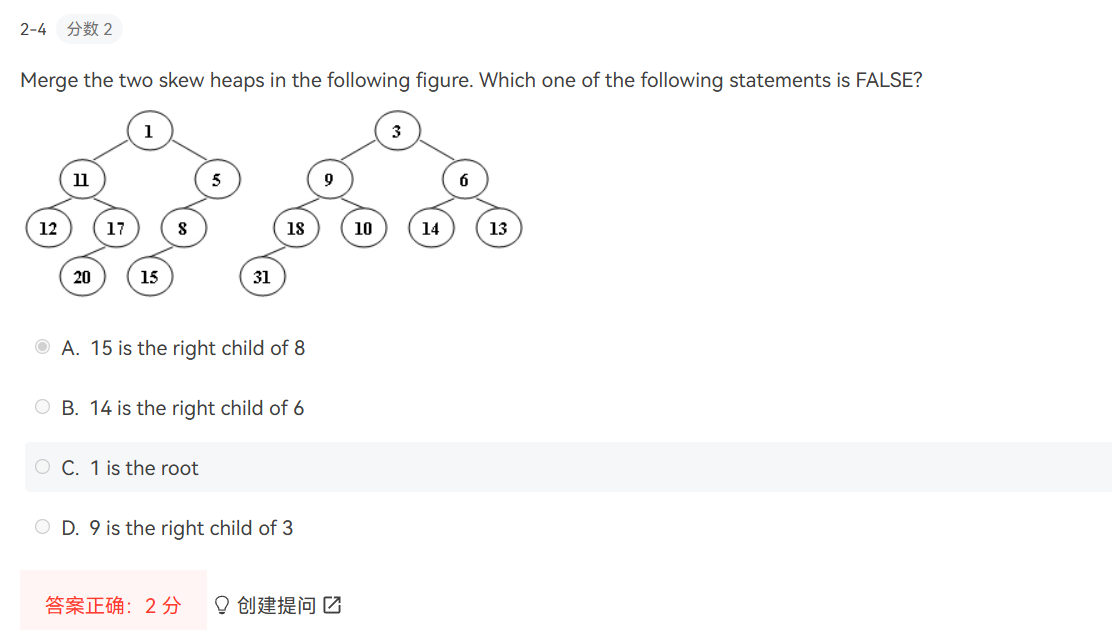 2-4 分数 2
Merge the two skew heaps in the following figure. Which one of the following statements is FALSE?
1 3
11 5 9 6
12 17 8 18 10 14 13
20 15 31
A. 15 is the right child of 8
B. 14 is the right child of 6
C. 1 is the root
D. 9 is the right child of 3
答案正确：2 分 创建提问